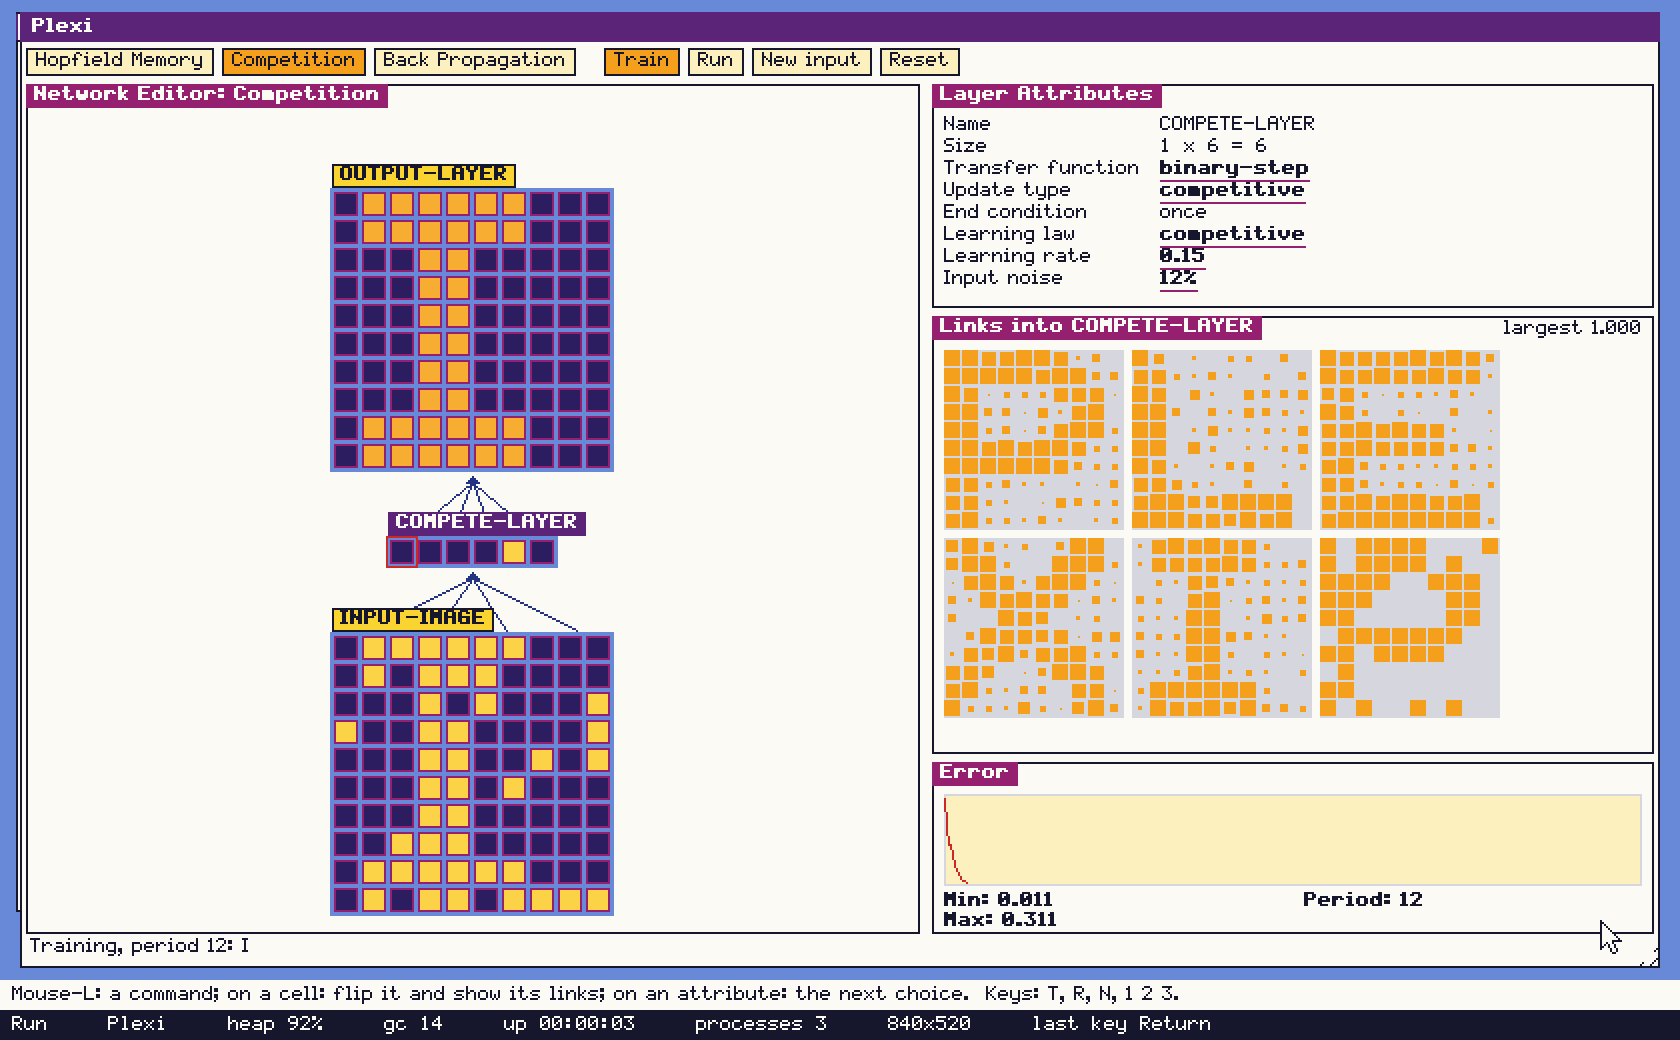 Plexi
Hopfield Memory Competition Back Propagation Train Run New input Reset
Network Editor: Competition
OUTPUT-LAYER
COMPETE-LAYER
INPUT-IMAGE
Training, period 12: I
Layer Attributes
Name COMPETE-LAYER
Size 1 x 6 = 6
Transfer function binary-step
Update type competitive
End condition once
Learning law competitive
Learning rate 0.15
Input noise 12%
Links into COMPETE-LAYER largest 1.000
Error
Min: 0.011 Period: 12
Max: 0.311
Mouse-L: a command; on a cell: flip it and show its links; on an attribute: the next choice. Keys: T, R, N, 1 2 3.
Run Plexi heap 92% gc 14 up 00:00:03 processes 3 840x520 last key Return